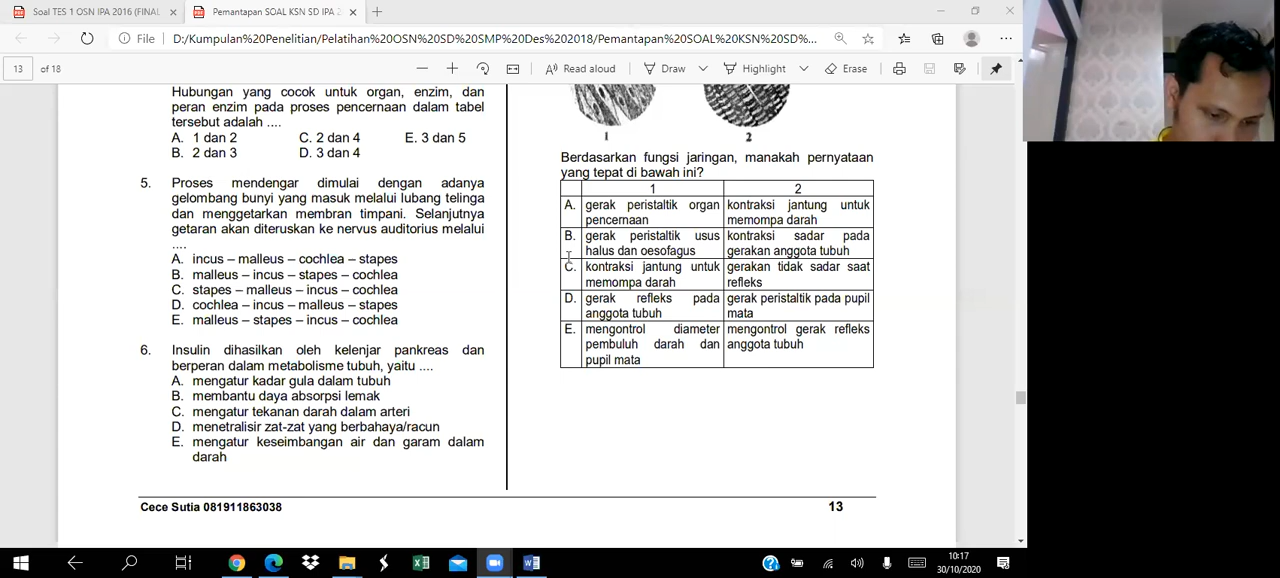 Soal TES 1 OSN IPA 2016 (FINAL
Pemantapan SOAL KSN SD IPA 2
File
D:/Kumpulan%20Penelitian/Pelatihan%20OSN%20SD%20SMP%20Des%202018/Pemantapan%20SOAL%20KSN%20SD%...
13 of 18
Read aloud
Draw
Highlight
Erase
Hubungan yang cocok untuk organ, enzim, dan
peran enzim pada proses pencernaan dalam tabel
tersebut adalah ....
A. 1 dan 2 C. 2 dan 4 E. 3 dan 5
B. 2 dan 3 D. 3 dan 4
5. Proses mendengar dimulai dengan adanya
gelombang bunyi yang masuk melalui lubang telinga
dan menggetarkan membran timpani. Selanjutnya
getaran akan diteruskan ke nervus auditorius melalui
....
A. incus – malleus – cochlea – stapes
B. malleus – incus – stapes – cochlea
C. stapes – malleus – incus – cochlea
D. cochlea – incus – malleus – stapes
E. malleus – stapes – incus – cochlea
6. Insulin dihasilkan oleh kelenjar pankreas dan
berperan dalam metabolisme tubuh, yaitu ....
A. mengatur kadar gula dalam tubuh
B. membantu daya absorpsi lemak
C. mengatur tekanan darah dalam arteri
D. menetralisir zat-zat yang berbahaya/racun
E. mengatur keseimbangan air dan garam dalam
darah
1 2
Berdasarkan fungsi jaringan, manakah pernyataan
yang tepat di bawah ini?
1 2
A. gerak peristaltik organ kontraksi jantung untuk
pencernaan memompa darah
B. gerak peristaltik usus kontraksi sadar pada
halus dan oesofagus gerakan anggota tubuh
C. kontraksi jantung untuk gerakan tidak sadar saat
memompa darah refleks
D. gerak refleks pada gerak peristaltik pada pupil
anggota tubuh mata
E. mengontrol diameter mengontrol gerak refleks
pembuluh darah dan anggota tubuh
pupil mata
Cece Sutia 081911863038 13
10:17
30/10/2020